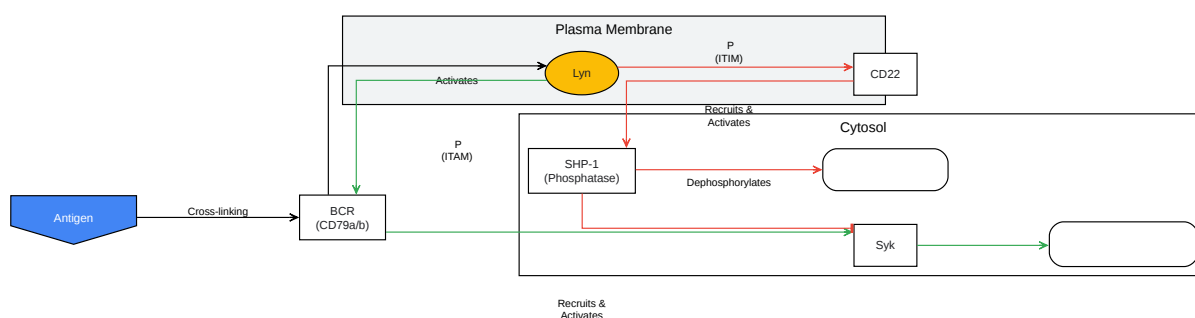 Plasma Membrane
P
(ITIM)
Lyn
CD22
Activates
Recruits &
Activates
Cytosol
P
(ITAM)
SHP-1
(Phosphatase)
Dephosphorylates
Antigen
Cross-linking
BCR
(CD79a/b)
Syk
Recruits &
Activates